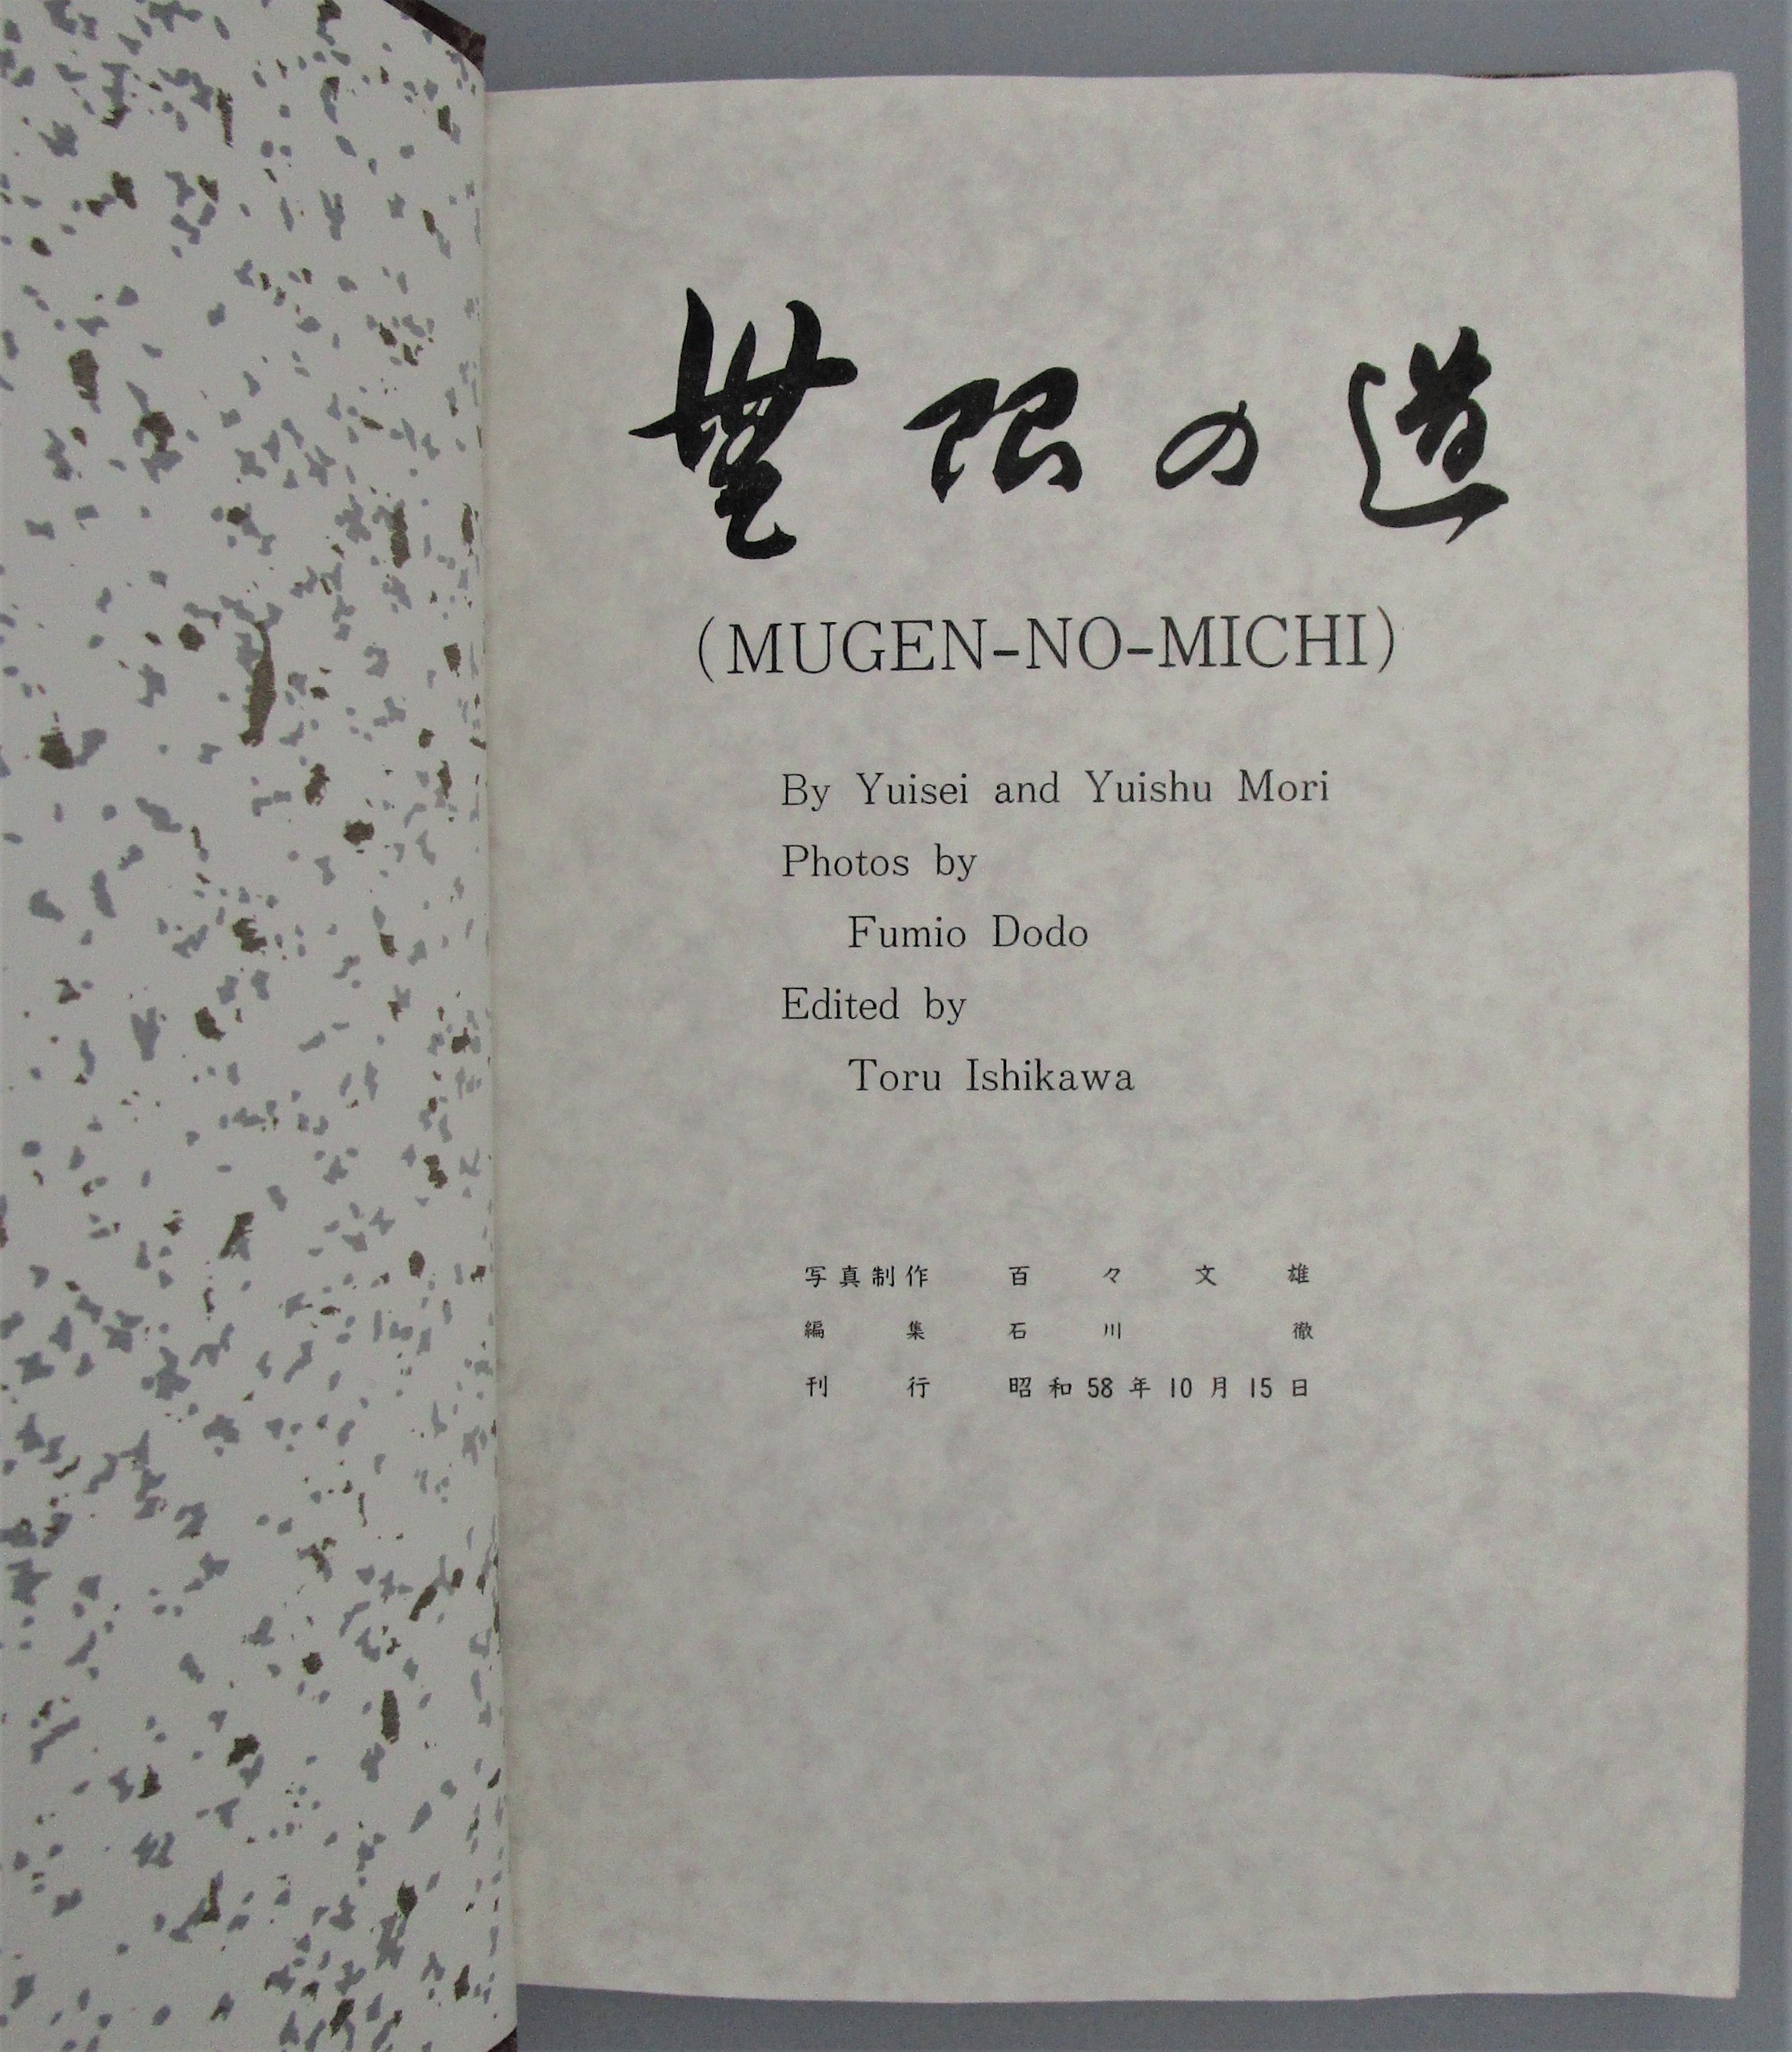 無限の道
(MUGEN-NO-MICHI)
By Yuisei and Yuishu Mori
Photos by
Fumio Dodo
Edited by
Toru Ishikawa
写真制作 百々文雄
編集 石川徹
刊行 昭和58年10月15日